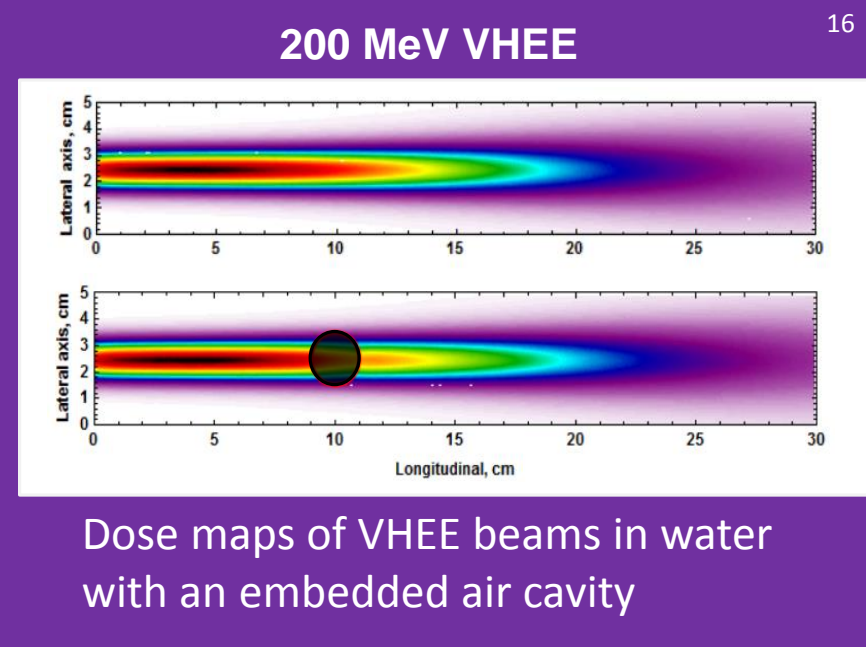 16
200 MeV VHEE
Lateral axis, cm
5
4
3
2
1
0
0 5 10 15 20 25 30
Lateral axis, cm
5
4
3
2
1
0
0 5 10 15 20 25 30
Longitudinal, cm
Dose maps of VHEE beams in water
with an embedded air cavity